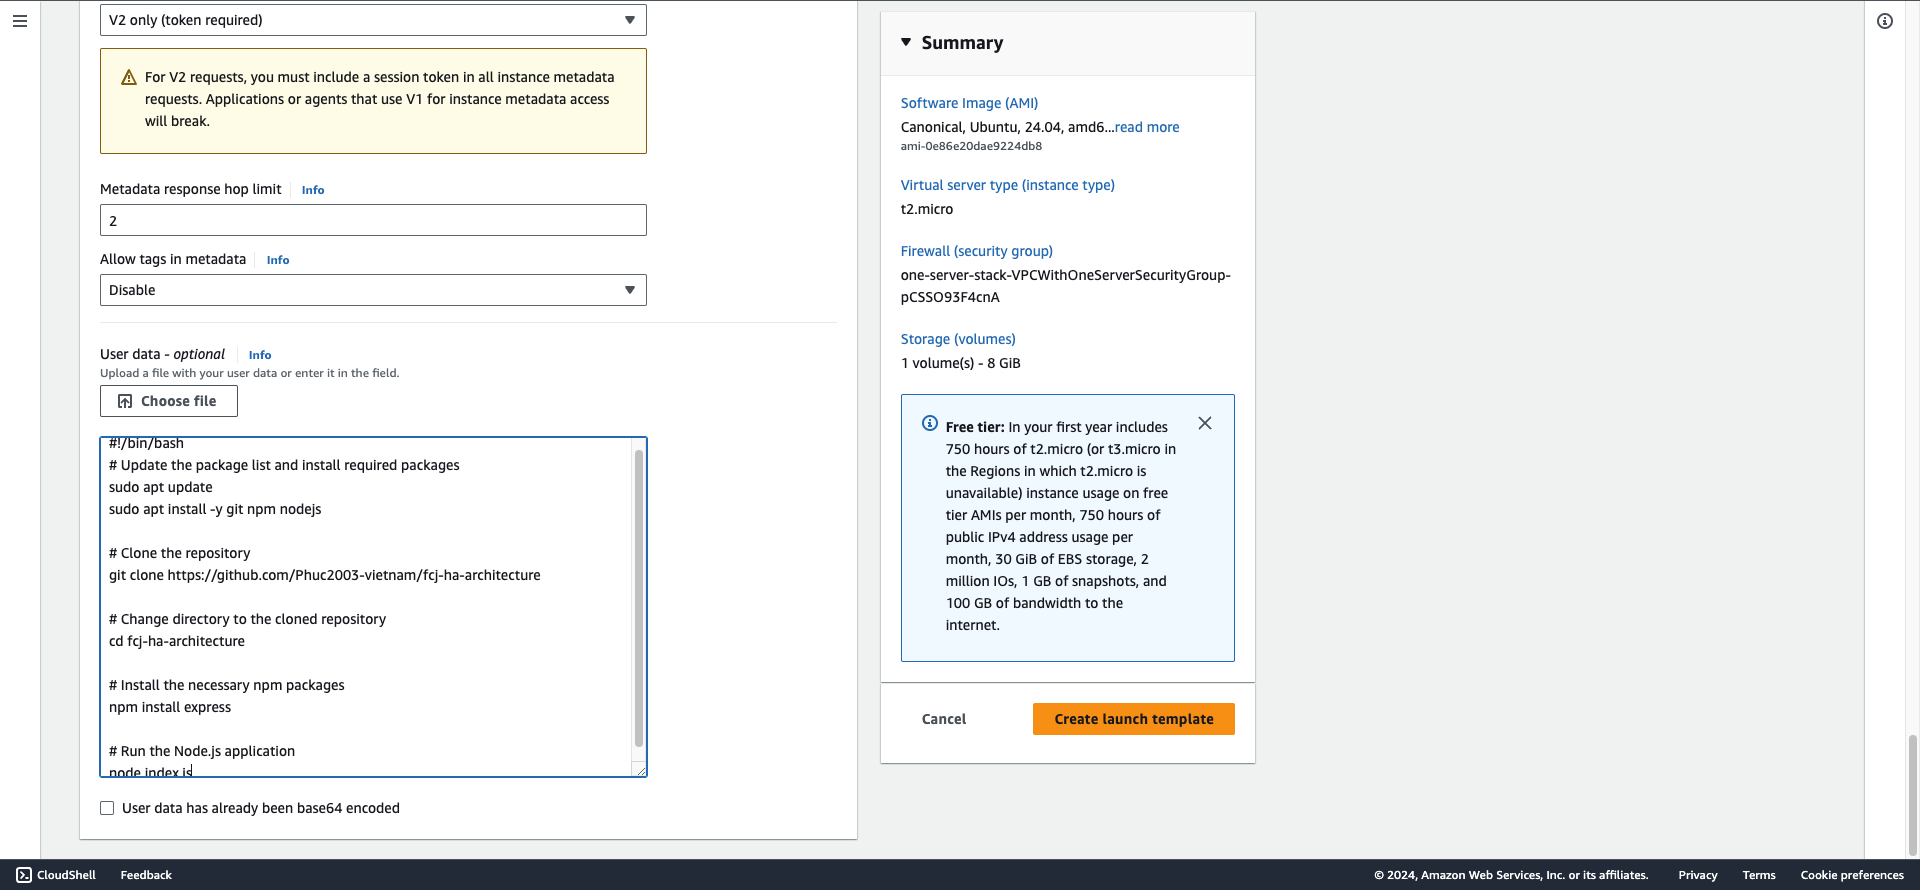 V2 only (token required)
For V2 requests, you must include a session token in all instance metadata
requests. Applications or agents that use V1 for instance metadata access
will break.
Metadata response hop limit Info
2
Allow tags in metadata Info
Disable
User data - optional Info
Upload a file with your user data or enter it in the field.
Choose file
#!/bin/bash
# Update the package list and install required packages
sudo apt update
sudo apt install -y git npm nodejs
# Clone the repository
git clone https://github.com/Phuc2003-vietnam/fcj-ha-architecture
# Change directory to the cloned repository
cd fcj-ha-architecture
# Install the necessary npm packages
npm install express
# Run the Node.js application
node index.js
User data has already been base64 encoded
Summary
Software Image (AMI)
Canonical, Ubuntu, 24.04, amd6...read more
ami-0e86e20dae9224db8
Virtual server type (instance type)
t2.micro
Firewall (security group)
one-server-stack-VPCWithOneServerSecurityGroup-
pCSSO93F4cnA
Storage (volumes)
1 volume(s) - 8 GiB
Free tier: In your first year includes
750 hours of t2.micro (or t3.micro in
the Regions in which t2.micro is
unavailable) instance usage on free
tier AMIs per month, 750 hours of
public IPv4 address usage per
month, 30 GiB of EBS storage, 2
million IOs, 1 GB of snapshots, and
100 GB of bandwidth to the
internet.
Cancel Create launch template
CloudShell Feedback © 2024, Amazon Web Services, Inc. or its affiliates. Privacy Terms Cookie preferences